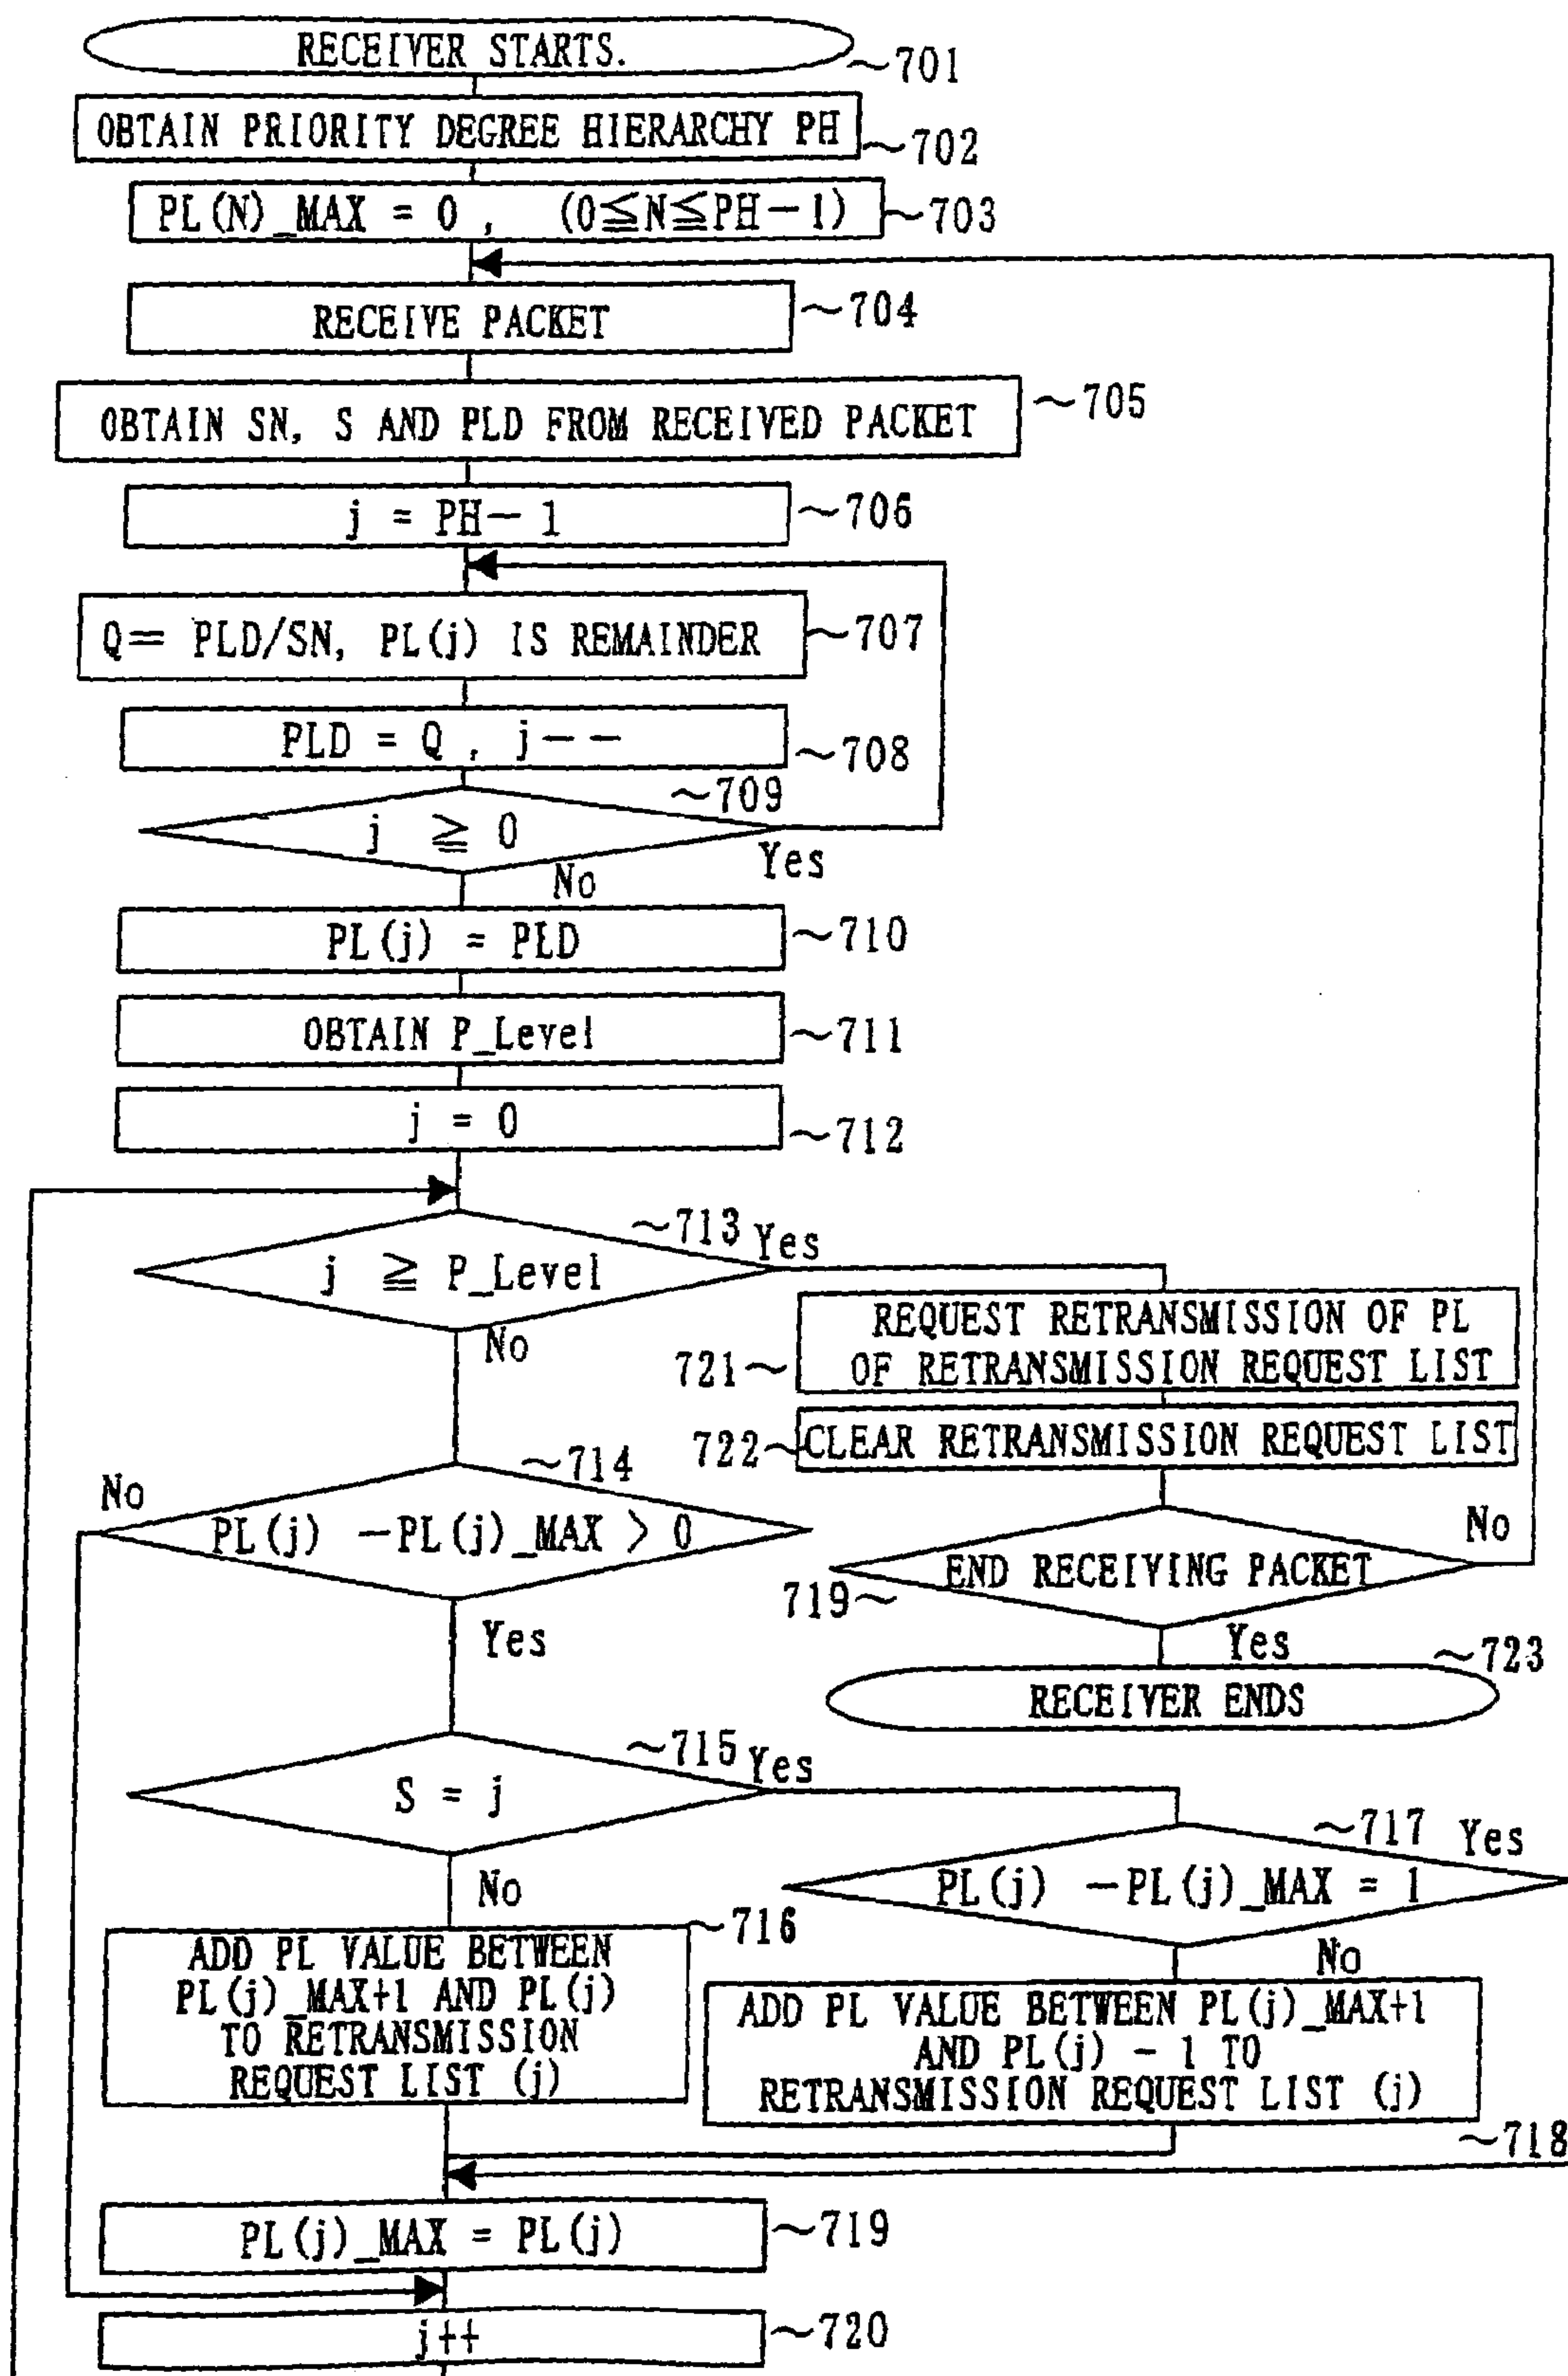 RECEIVER STARTS.
~701
OBTAIN PRIORITY DEGREE HIERARCHY PH
~702
PL(N)_MAX = 0 , (0≦N≦PH−1)
~703
RECEIVE PACKET
~704
OBTAIN SN, S AND PLD FROM RECEIVED PACKET
~705
j = PH− 1
~706
Q= PLD/SN, PL(j) IS REMAINDER
~707
PLD = Q , j−−
~708
~709
j ≧ 0
Yes
No
PL(j) = PLD
~710
OBTAIN P_Level
~711
j = 0
~712
~713
Yes
j ≧ P_Level
No
REQUEST RETRANSMISSION OF PL
OF RETRANSMISSION REQUEST LIST
721~
CLEAR RETRANSMISSION REQUEST LIST
722~
~714
No
PL(j) −PL(j)_MAX > 0
Yes
No
END RECEIVING PACKET
719~
Yes
~723
RECEIVER ENDS
~715
Yes
S = j
No
~717
Yes
PL(j) −PL(j)_MAX = 1
No
~716
ADD PL VALUE BETWEEN
PL(j)_MAX+1 AND PL(j)
TO RETRANSMISSION
REQUEST LIST (j)
ADD PL VALUE BETWEEN PL(j)_MAX+1
AND PL(j) − 1 TO
RETRANSMISSION REQUEST LIST (j)
~718
PL(j)_MAX = PL(j)
~719
j++
~720